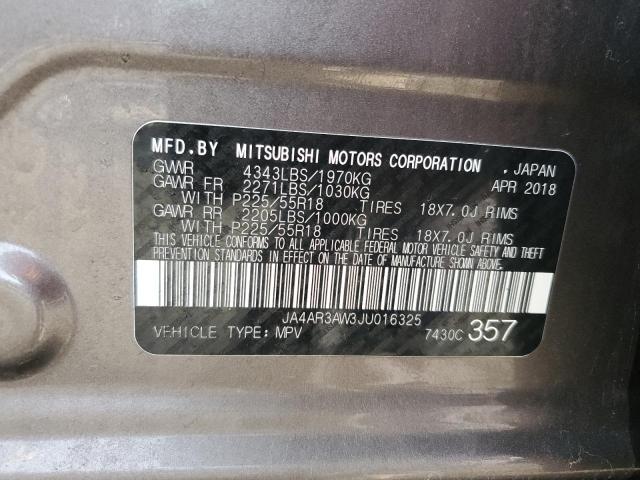 MFD.BY MITSUBISHI MOTORS CORPORATION , JAPAN
GVWR 4343LBS/1970KG APR 2018
GAWR FR 2271LBS/1030KG
WITH P225/55R18 TIRES 18X7.0J RIMS
GAWR RR 2205LBS/1000KG
WITH P225/55R18 TIRES 18X7.0J RIMS
THIS VEHICLE CONFORMS TO ALL APPLICABLE FEDERAL MOTOR VEHICLE SAFETY AND THEFT
PREVENTION STANDARDS IN EFFECT ON THE DATE OF MANUFACTURE SHOWN ABOVE.
JA4AR3AW3JU016325
VEHICLE TYPE: MPV 7430C 357